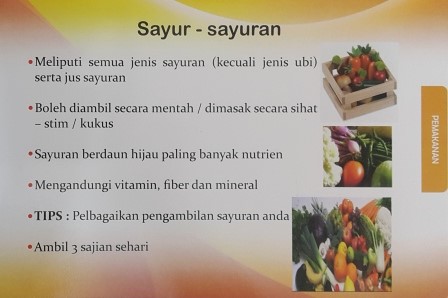 Sayur - sayuran
• Meliputi semua jenis sayuran (kecuali jenis ubi)
serta jus sayuran
• Boleh diambil secara mentah / dimasak secara sihat
– stim / kukus
• Sayuran berdaun hijau paling banyak nutrien
• Mengandungi vitamin, fiber dan mineral
• TIPS : Pelbagaikan pengambilan sayuran anda
• Ambil 3 sajian sehari
PEMAKANAN